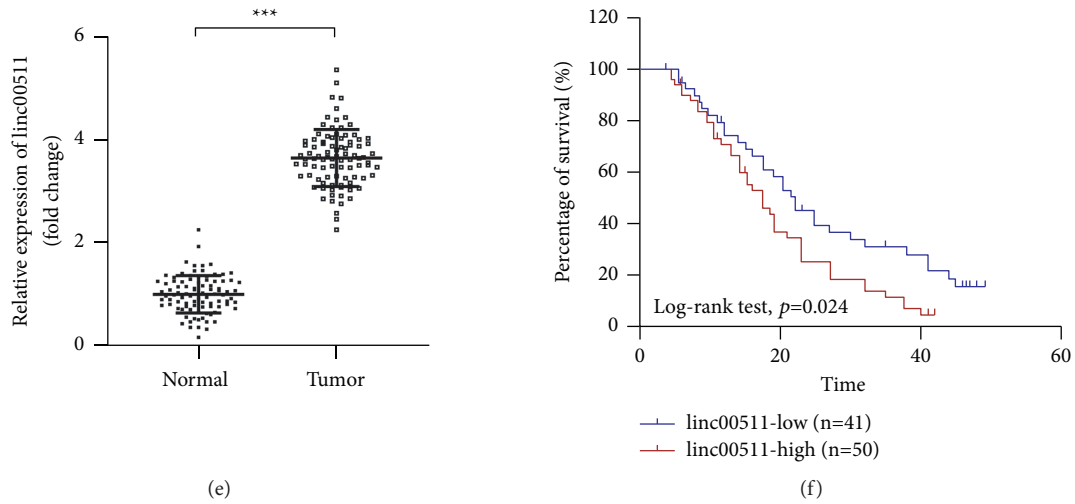 Relative expression of linc00511
(fold change)
6
4
2
0
***
Normal
Tumor
(e)
Percentage of survival (%)
120
100
80
60
40
20
0
Log-rank test, p=0.024
0
20
40
60
Time
linc00511-low (n=41)
linc00511-high (n=50)
(f)